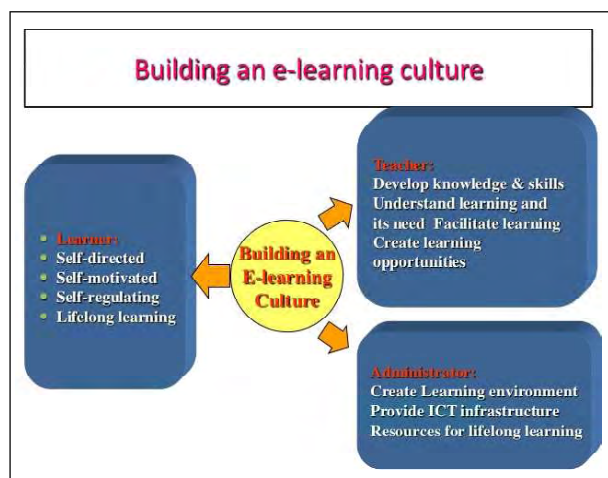 Building an e-learning culture
Learner:
Self-directed
Self-motivated
Self-regulating
Lifelong learning
Building an
E-learning
Culture
Teacher:
Develop knowledge & skills
Understand learning and
its need Facilitate learning
Create learning
opportunities
Administrator:
Create Learning environment
Provide ICT infrastructure
Resources for lifelong learning